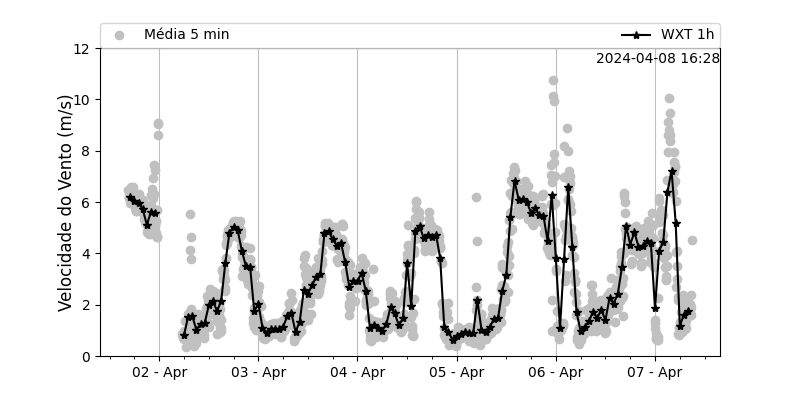 Média 5 min
WXT 1h
2024-04-08 16:28
Velocidade do Vento (m/s)
12
10
8
6
4
2
0
02 - Apr
03 - Apr
04 - Apr
05 - Apr
06 - Apr
07 - Apr